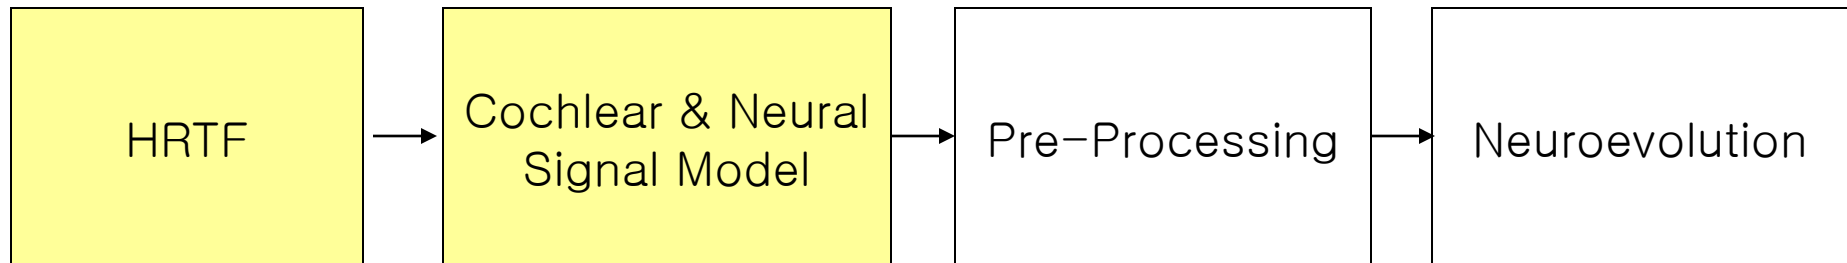 HRTF
Cochlear & Neural
Signal Model
Pre-Processing
Neuroevolution